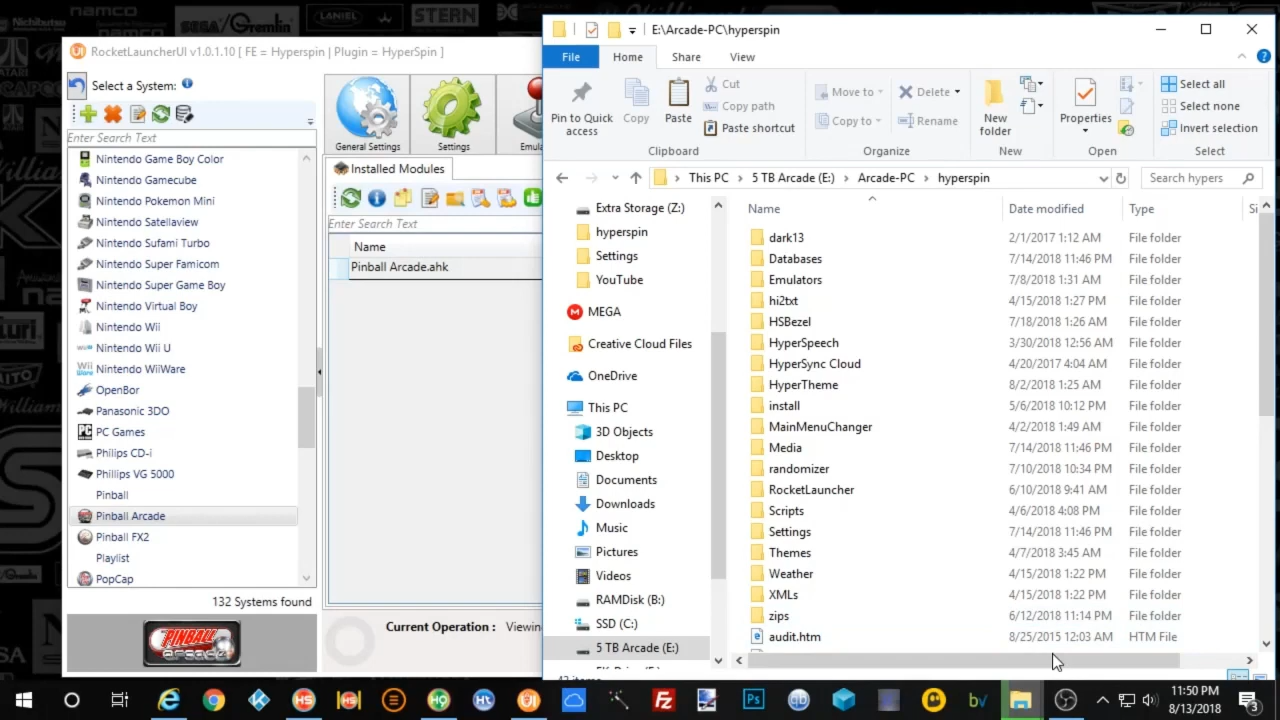 Nichibutsu
namco
SEGA/Gremlin
LANIEL
STERN
RocketLauncherUI v1.0.1.10 [ FE = Hyperspin | Plugin = HyperSpin ]
Select a System:
Enter Search Text
Nintendo Game Boy Color
Nintendo Gamecube
Nintendo Pokemon Mini
Nintendo Satellaview
Nintendo Sufami Turbo
Nintendo Super Famicom
Nintendo Super Game Boy
Nintendo Virtual Boy
Nintendo Wii
Nintendo Wii U
Nintendo WiiWare
OpenBor
Panasonic 3DO
PC Games
Philips CD-i
Phillips VG 5000
Pinball
Pinball Arcade
Pinball FX2
Playlist
PopCap
132 Systems found
PINBALL
arcade
General Settings
Settings
Emula
Installed Modules
Enter Search Text
Name
Pinball Arcade.ahk
Current Operation : Viewin
E:\Arcade-PC\hyperspin
File
Home
Share
View
Pin to Quick
access
Copy
Paste
Cut
Copy path
Paste shortcut
Clipboard
Move to
Copy to
Delete
Rename
Organize
New
folder
New
Properties
Open
Select all
Select none
Invert selection
Select
This PC
5 TB Arcade (E:)
Arcade-PC
hyperspin
Search hypers
Extra Storage (Z:)
hyperspin
Settings
YouTube
MEGA
Creative Cloud Files
OneDrive
This PC
3D Objects
Desktop
Documents
Downloads
Music
Pictures
Videos
RAMDisk (B:)
SSD (C:)
5 TB Arcade (E:)
Name Date modified Type Si
dark13 2/1/2017 1:12 AM File folder
Databases 7/14/2018 11:46 PM File folder
Emulators 7/8/2018 1:31 AM File folder
hi2txt 4/15/2018 1:27 PM File folder
HSBezel 7/18/2018 1:26 AM File folder
HyperSpeech 3/30/2018 12:56 AM File folder
HyperSync Cloud 4/20/2017 4:04 AM File folder
HyperTheme 8/2/2018 1:25 AM File folder
install 5/6/2018 10:12 PM File folder
MainMenuChanger 4/2/2018 1:49 AM File folder
Media 7/14/2018 11:46 PM File folder
randomizer 7/10/2018 10:34 PM File folder
RocketLauncher 6/10/2018 9:41 AM File folder
Scripts 4/6/2018 4:08 PM File folder
Settings 7/14/2018 11:46 PM File folder
Themes 4/7/2018 3:45 AM File folder
Weather 4/15/2018 1:22 PM File folder
XMLs 4/15/2018 1:22 PM File folder
zips 6/12/2018 11:14 PM File folder
audit.htm 8/25/2015 12:03 AM HTM File
11:50 PM
8/13/2018